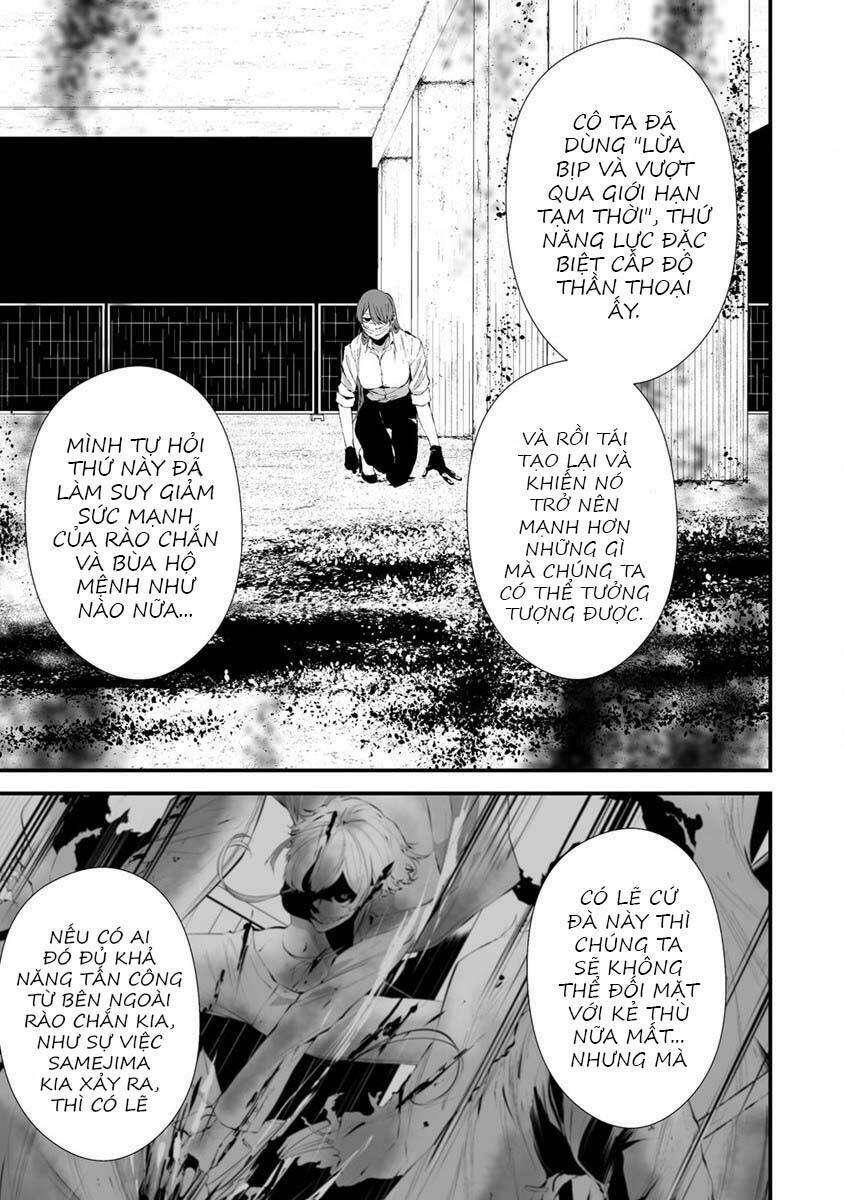 CÔ TA ĐÃ
DÙNG "LỪA
BỊP VÀ VƯỢT
QUA GIỚI HẠN
TẠM THỜI", THỨ
NĂNG LỰC ĐẶC
BIỆT CẤP ĐỘ
THẦN THOẠI
ẤY.
VÀ RỒI TÁI
TẠO LẠI VÀ
KHIẾN NÓ
TRỞ NÊN
MẠNH HƠN
NHỮNG GÌ
MÀ CHÚNG TA
CÓ THỂ TƯỞNG
TƯỢNG ĐƯỢC.
MÌNH TỰ HỎI
THỨ NÀY ĐÃ
LÀM SUY GIẢM
SỨC MẠNH
CỦA RÀO CHẮN
VÀ BÙA HỘ
MỆNH NHƯ
NÀO NỮA...
CÓ LẼ CỨ
ĐÀ NÀY THÌ
CHÚNG TA
SẼ KHÔNG
THỂ ĐỐI MẶT
VỚI KẺ THÙ
NỮA MẤT...
NHƯNG MÀ
NẾU CÓ AI
ĐÓ ĐỦ KHẢ
NĂNG TẤN CÔNG
TỪ BÊN NGOÀI
RÀO CHẮN KIA,
NHƯ SỰ VIỆC
SAMEJIMA
KIA XẢY RA,
THÌ CÓ LẼ